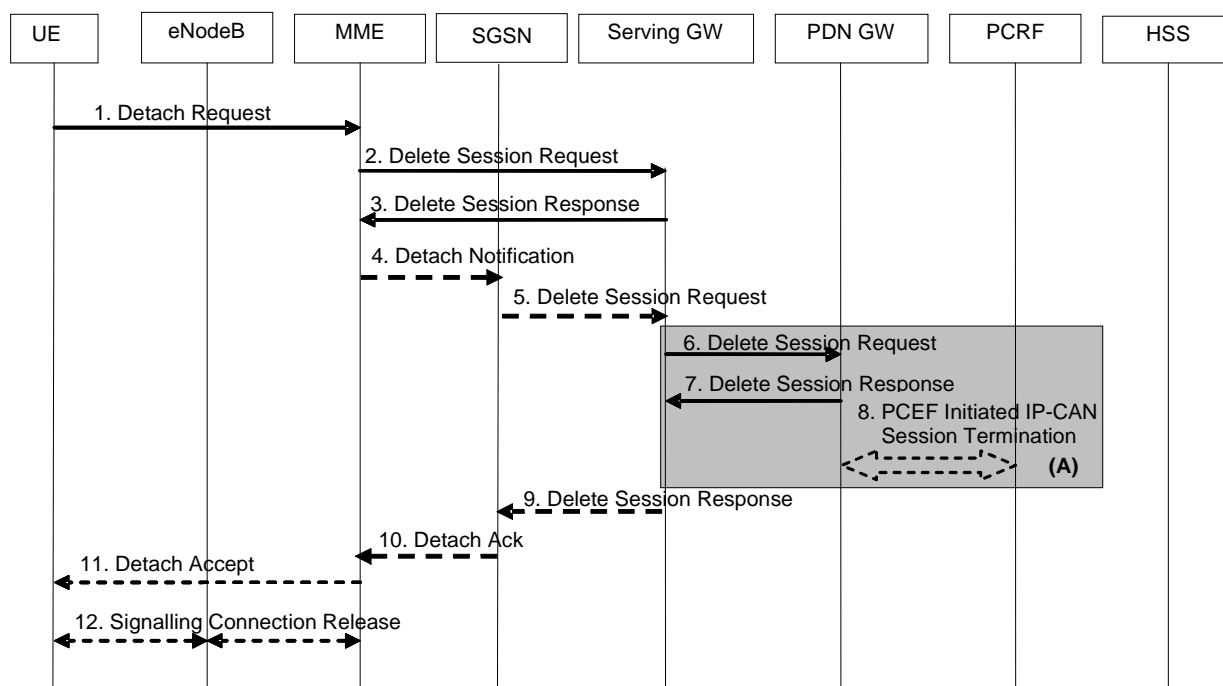 UE
eNodeB
MME
SGSN
Serving GW
PDN GW
PCRF
HSS
1. Detach Request
2. Delete Session Request
3. Delete Session Response
4. Detach Notification
5. Delete Session Request
6. Delete Session Request
7. Delete Session Response
8. PCEF Initiated IP-CAN
Session Termination
(A)
9. Delete Session Response
10. Detach Ack
11. Detach Accept
12. Signalling Connection Release